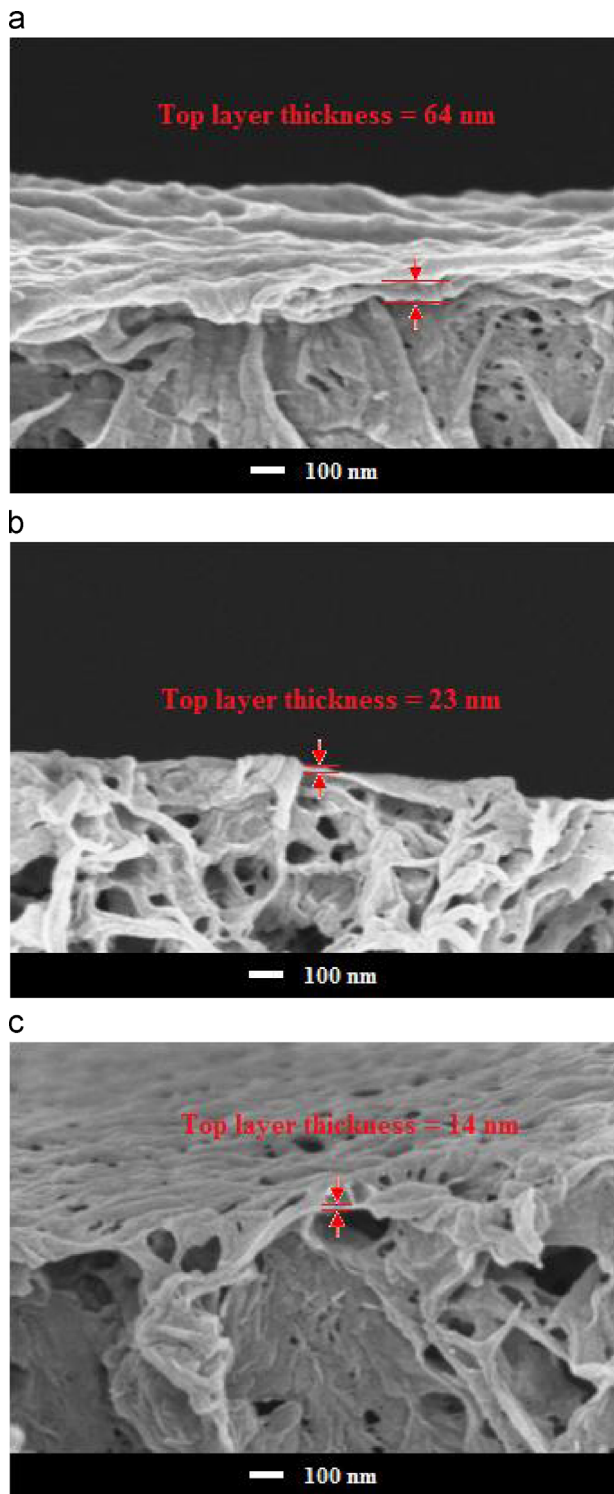 a
Top layer thickness = 64 nm
100 nm
b
Top layer thickness = 23 nm
100 nm
c
Top layer thickness = 14 nm
100 nm